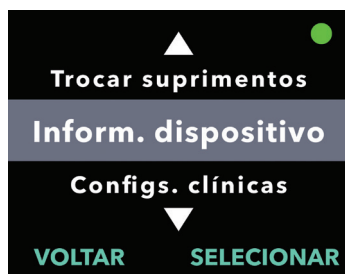 Trocar suprimentos
Inform. dispositivo
Configs. clínicas
VOLTAR SELECIONAR